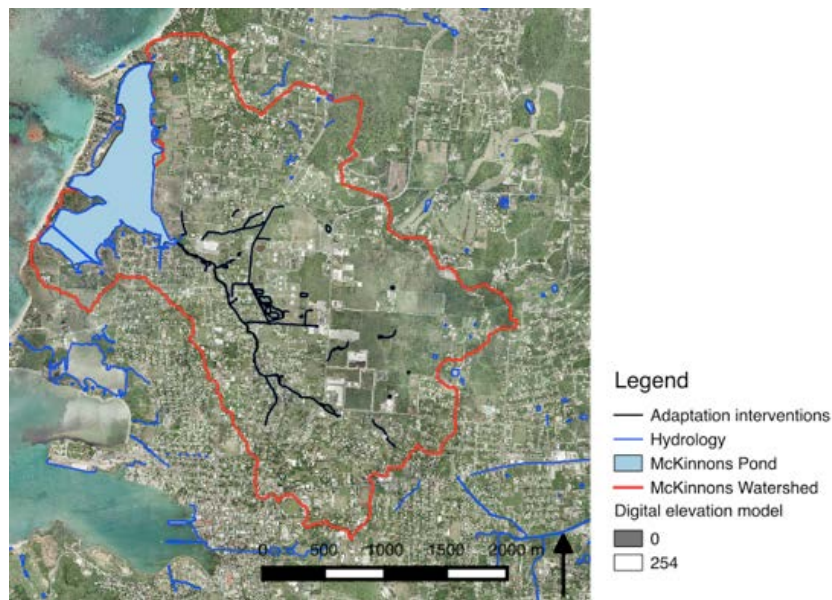 Legend
Adaptation interventions
Hydrology
McKinnons Pond
McKinnons Watershed
Digital elevation model
0
254
0 500 1000 1500 2000 m